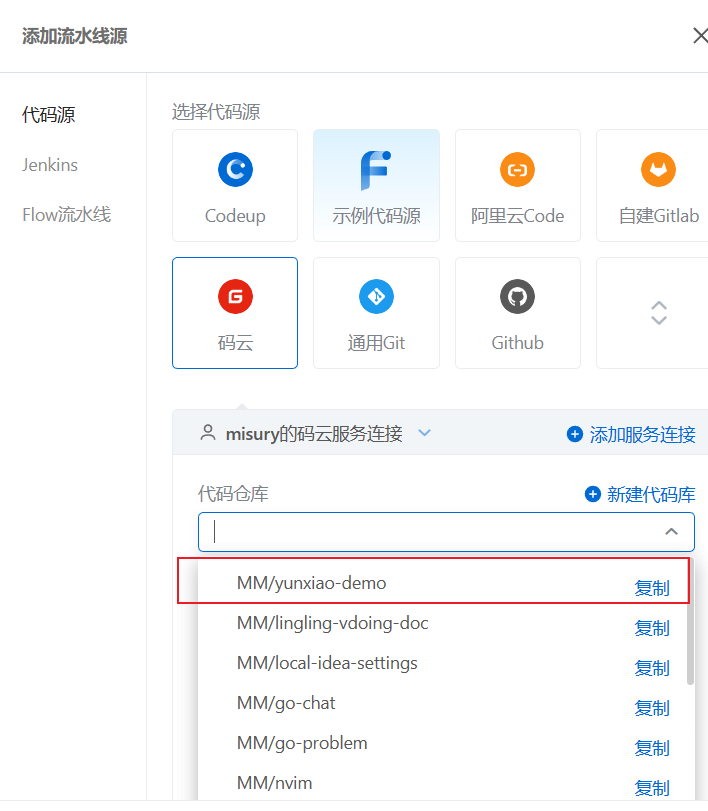 添加流水线源
代码源
Jenkins
Flow流水线
选择代码源
Codeup
示例代码源
阿里云Code
自建Gitlab
码云
通用Git
Github
misury的码云服务连接
添加服务连接
代码仓库
新建代码库
MM/yunxiao-demo 复制
MM/lingling-vdoing-doc 复制
MM/local-idea-settings 复制
MM/go-chat 复制
MM/go-problem 复制
MM/nvim 复制